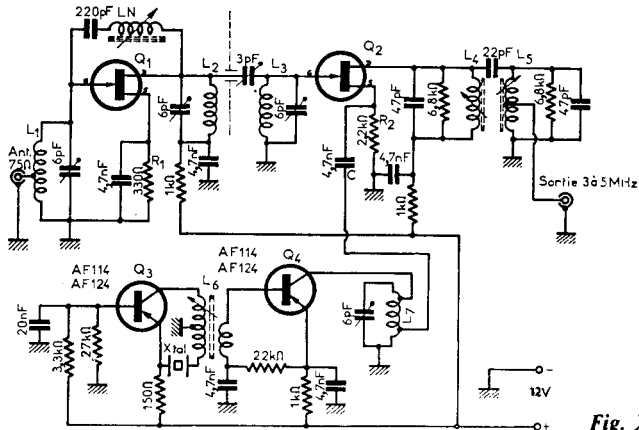 220pF LN
Q1
L2
3pF
L3
Q2
L4 22pF L5
L1
Ant.
75Ω
6pF
4,7nF
R1
330Ω
6pF
4,7nF
1kΩ
6pF
2,2kΩ
R2
4,7nF
4,7nF
47pF
6,8kΩ
1kΩ
6,8kΩ
47pF
Sortie 3 à 5MHz
AF114
AF124
Q3
L6
AF114
AF124
Q4
20nF
3,3kΩ
27kΩ
150Ω
Xtal
4,7nF
22kΩ
1kΩ
4,7nF
6pF
L7
-
12V
+